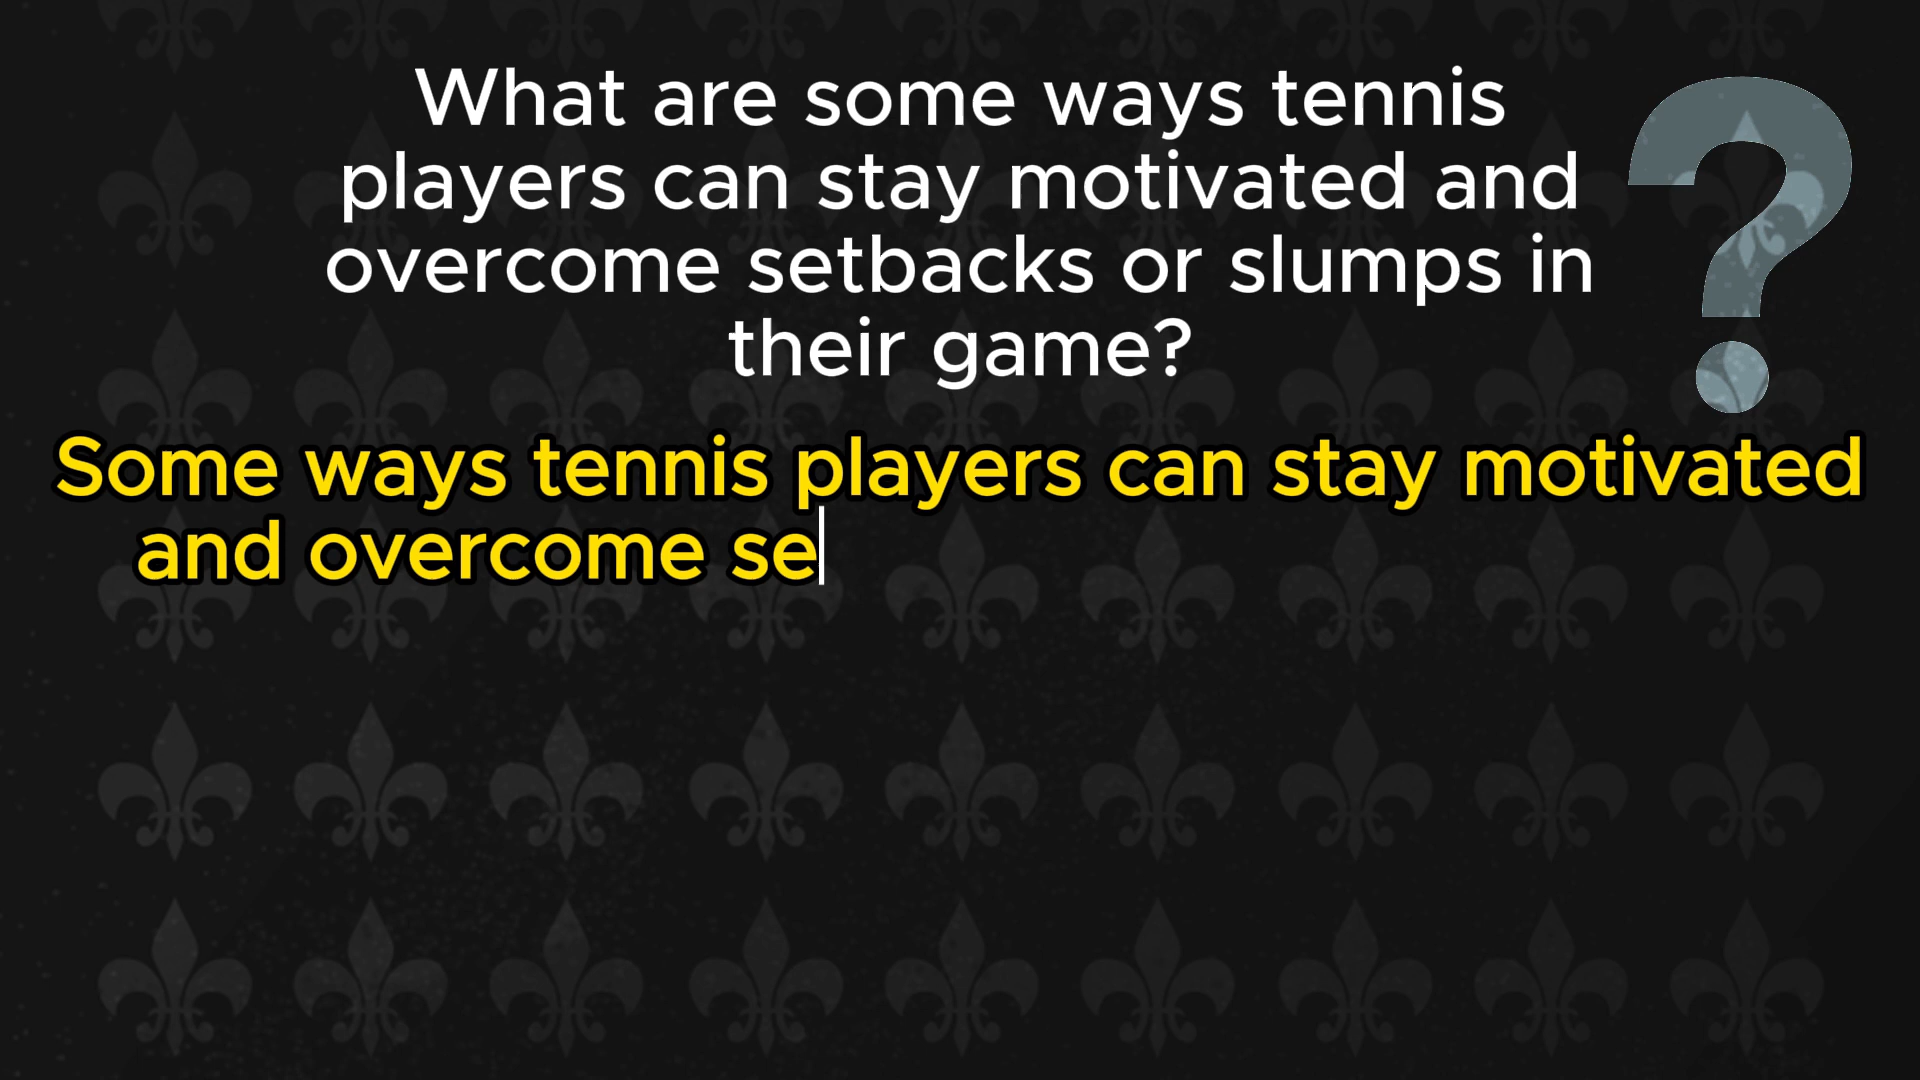 What are some ways tennis
players can stay motivated and
overcome setbacks or slumps in
their game?
?
Some ways tennis players can stay motivated
and overcome se